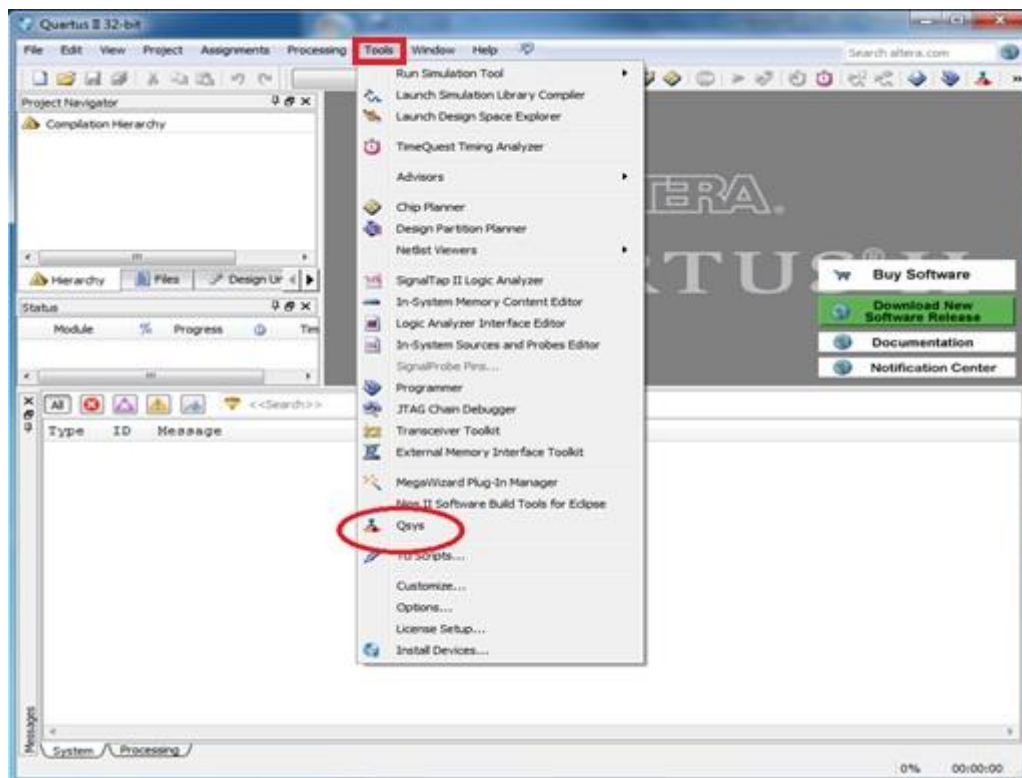 Quartus II 32-bit
File Edit View Project Assignments Processing Tools Window Help
Search altera.com
Project Navigator
Compilation Hierarchy
Hierarchy Files Design Ur
Status
Module % Progress Tim
Run Simulation Tool
Launch Simulation Library Compiler
Launch Design Space Explorer
TimeQuest Timing Analyzer
Advisors
Chip Planner
Design Partition Planner
Netlist Viewers
SignalTap II Logic Analyzer
In-System Memory Content Editor
Logic Analyzer Interface Editor
In-System Sources and Probes Editor
SignalProbe Pins...
Programmer
JTAG Chain Debugger
Transceiver Toolkit
External Memory Interface Toolkit
MegaWizard Plug-In Manager
Nios II Software Build Tools for Eclipse
Qsys
Tcl Scripts...
Customize...
Options...
License Setup...
Install Devices...
TERA.
RTUS® II
Buy Software
Download New
Software Release
Documentation
Notification Center
All <<Search>>
Type ID Message
Messages
System Processing
0% 00:00:00